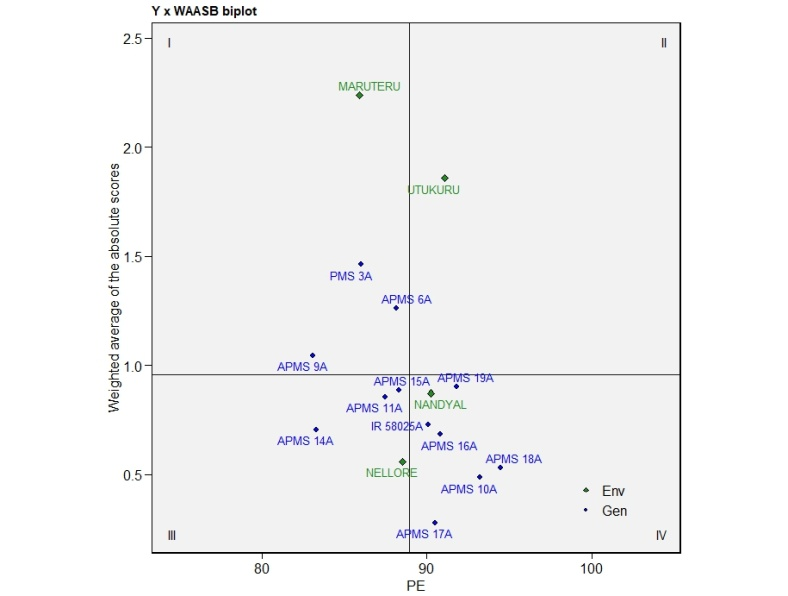 Y x WAASB biplot
I
II
2.5
MARUTERU
2.0
UTUKURU
1.5
PMS 3A
APMS 6A
1.0
APMS 9A
APMS 15A
APMS 19A
APMS 11A
NANDYAL
IR 58025A
APMS 14A
APMS 16A
APMS 18A
NELLORE
0.5
APMS 10A
Env
Gen
APMS 17A
III
IV
Weighted average of the absolute scores
80
90
100
PE